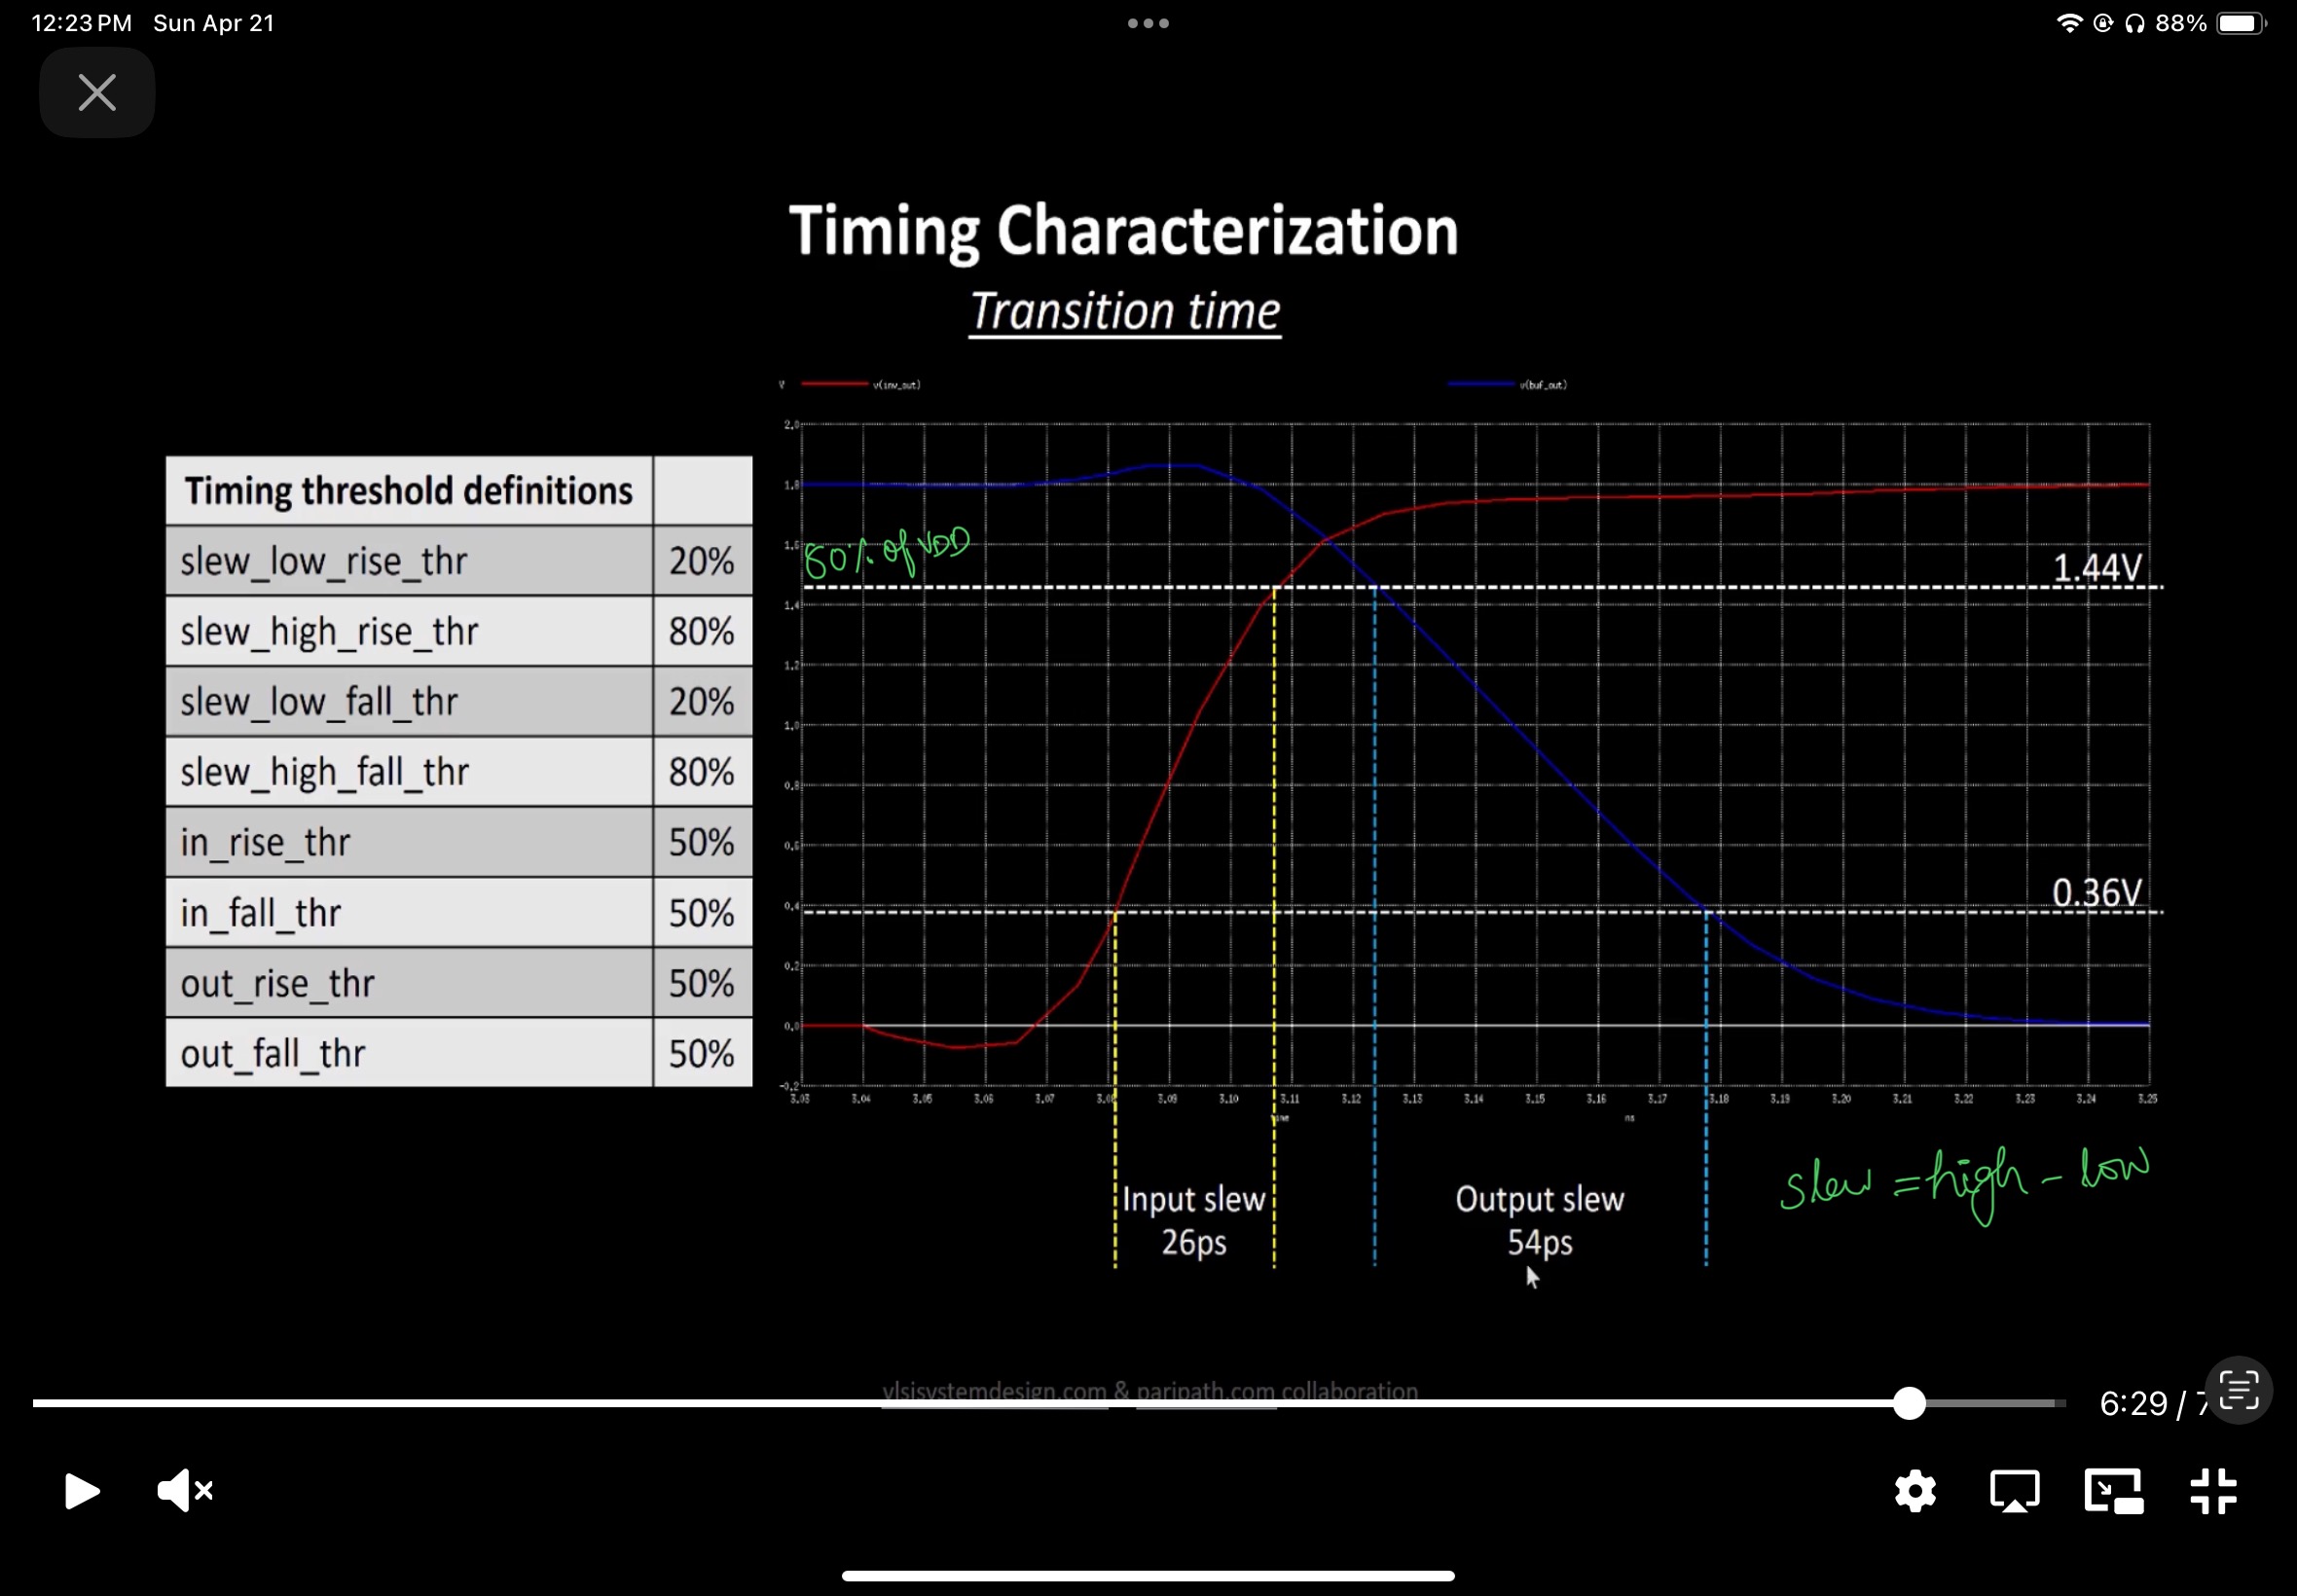 12:23 PM Sun Apr 21
88%
Timing Characterization
Transition time
V v(inv_out) v(buf_out)
Timing threshold definitions
slew_low_rise_thr 20%
slew_high_rise_thr 80%
slew_low_fall_thr 20%
slew_high_fall_thr 80%
in_rise_thr 50%
in_fall_thr 50%
out_rise_thr 50%
out_fall_thr 50%
2.0
1.8
1.6
80% of VDD
1.44V
1.4
1.2
1.0
0.8
0.6
0.36V
0.4
0.2
0.0
-0.2
3.03 3.04 3.05 3.06 3.07 3.08 3.09 3.10 3.11 3.12 3.13 3.14 3.15 3.16 3.17 3.18 3.19 3.20 3.21 3.22 3.23 3.24 3.25
time ns
Input slew
26ps
Output slew
54ps
slew = high - low
vlsisystemdesign.com & paripath.com collaboration
6:29 / 7